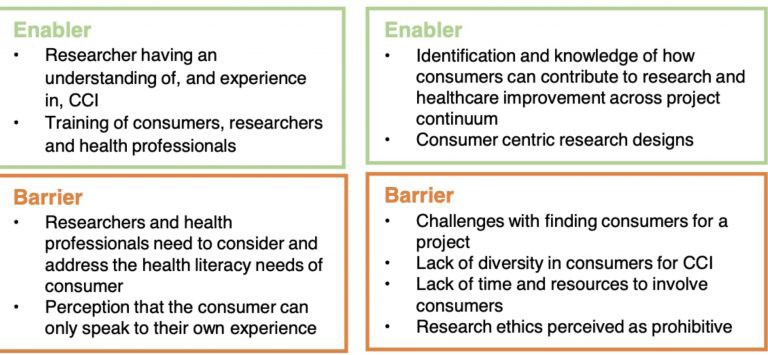 Enabler
• Researcher having an
understanding of, and experience
in, CCI
• Training of consumers, researchers
and health professionals
Enabler
• Identification and knowledge of how
consumers can contribute to research and
healthcare improvement across project
continuum
• Consumer centric research designs
Barrier
• Researchers and health
professionals need to consider and
address the health literacy needs of
consumer
• Perception that the consumer can
only speak to their own experience
Barrier
• Challenges with finding consumers for a
project
• Lack of diversity in consumers for CCI
• Lack of time and resources to involve
consumers
• Research ethics perceived as prohibitive